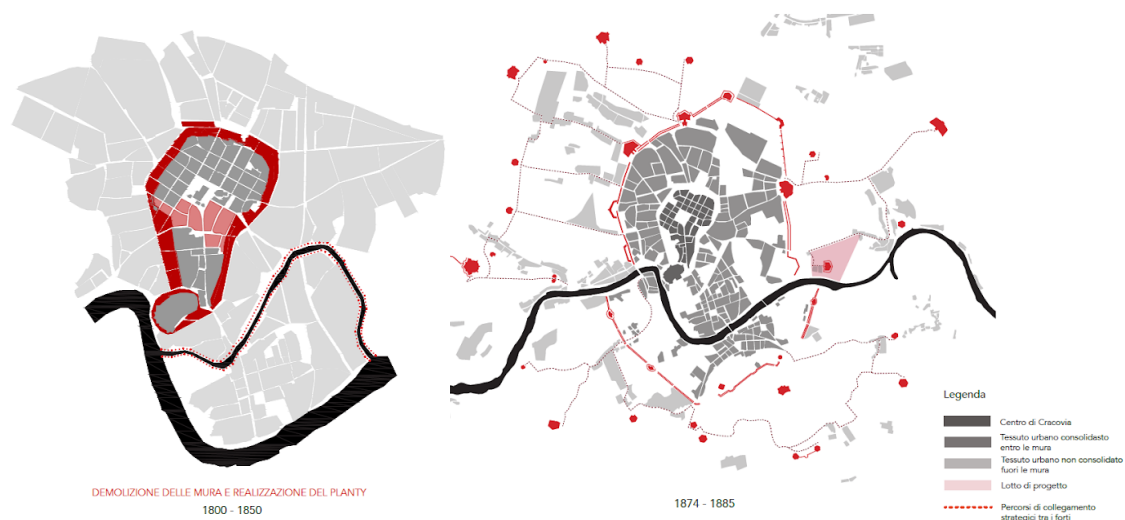 DEMOLIZIONE DELLE MURA E REALIZZAZIONE DEL PLANTY
1800 - 1850
1874 - 1885
Legenda
Centro di Cracovia
Tessuto urbano consolidasto
entro le mura
Tessuto urbano non consolidato
fuori le mura
Lotto di progetto
Percorsi di collegamento
strategici tra i forti